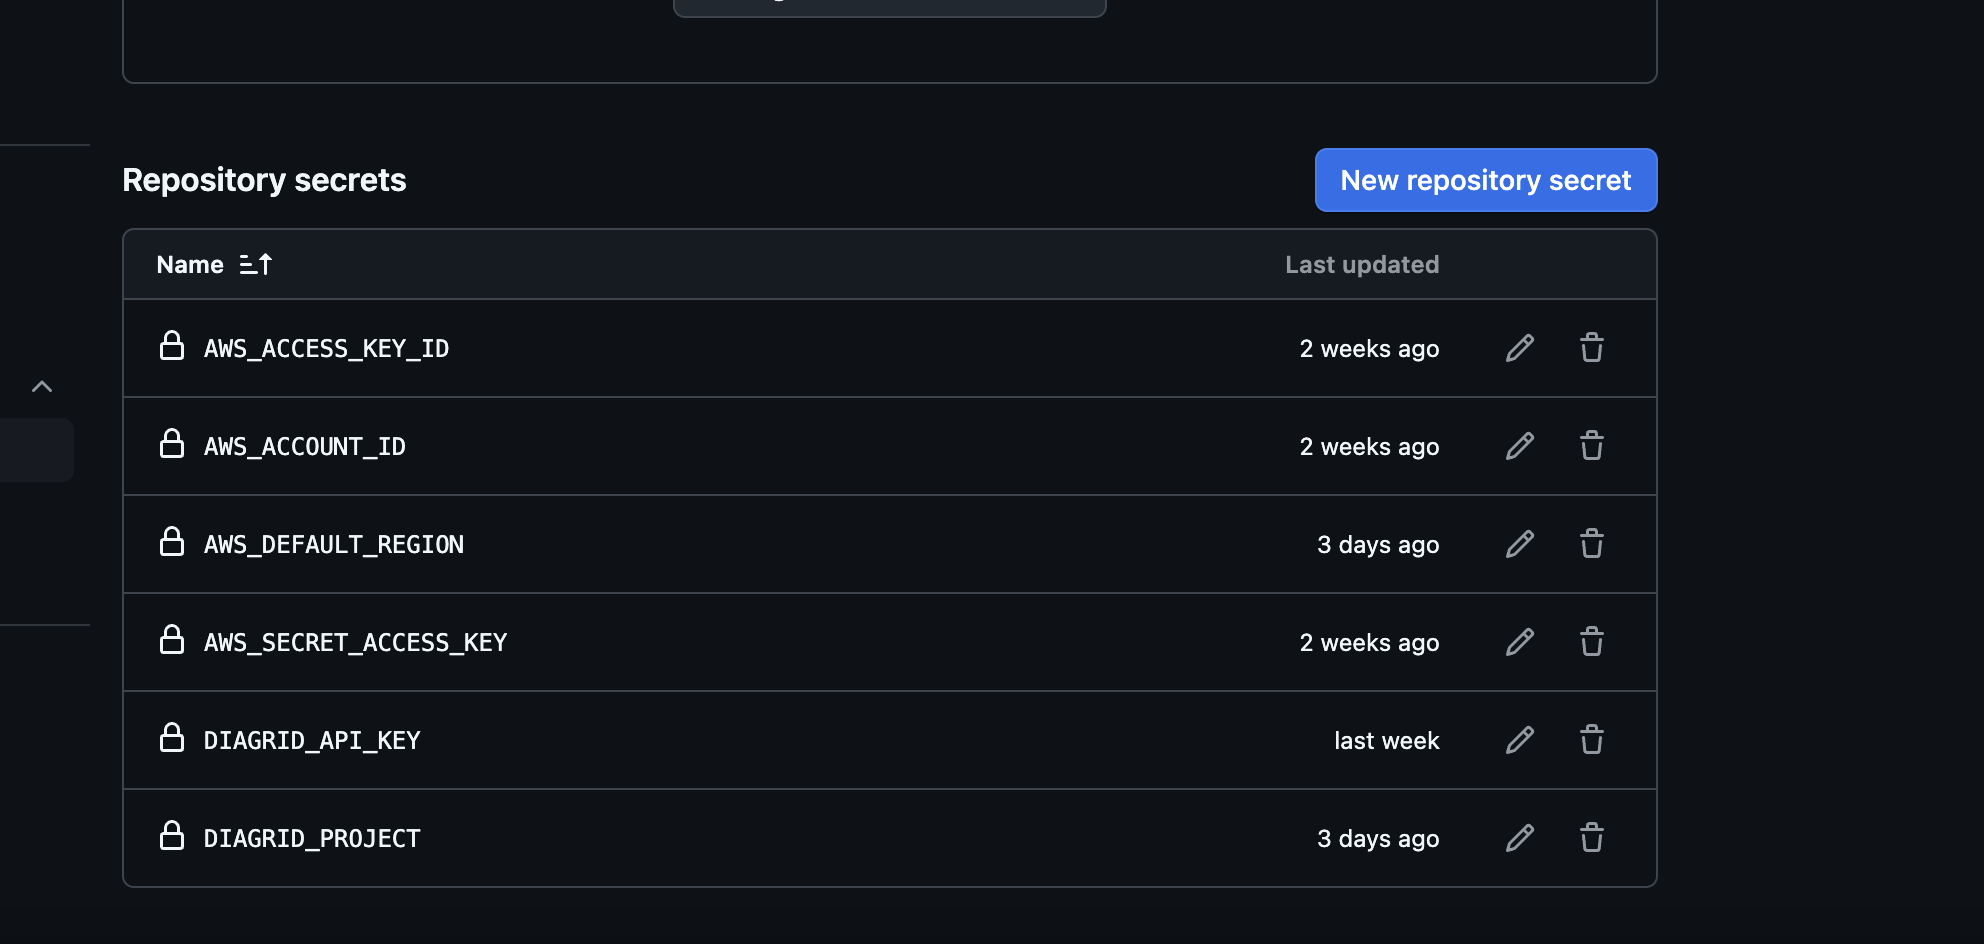 Repository secrets
New repository secret
Name
Last updated
AWS_ACCESS_KEY_ID
2 weeks ago
AWS_ACCOUNT_ID
2 weeks ago
AWS_DEFAULT_REGION
3 days ago
AWS_SECRET_ACCESS_KEY
2 weeks ago
DIAGRID_API_KEY
last week
DIAGRID_PROJECT
3 days ago